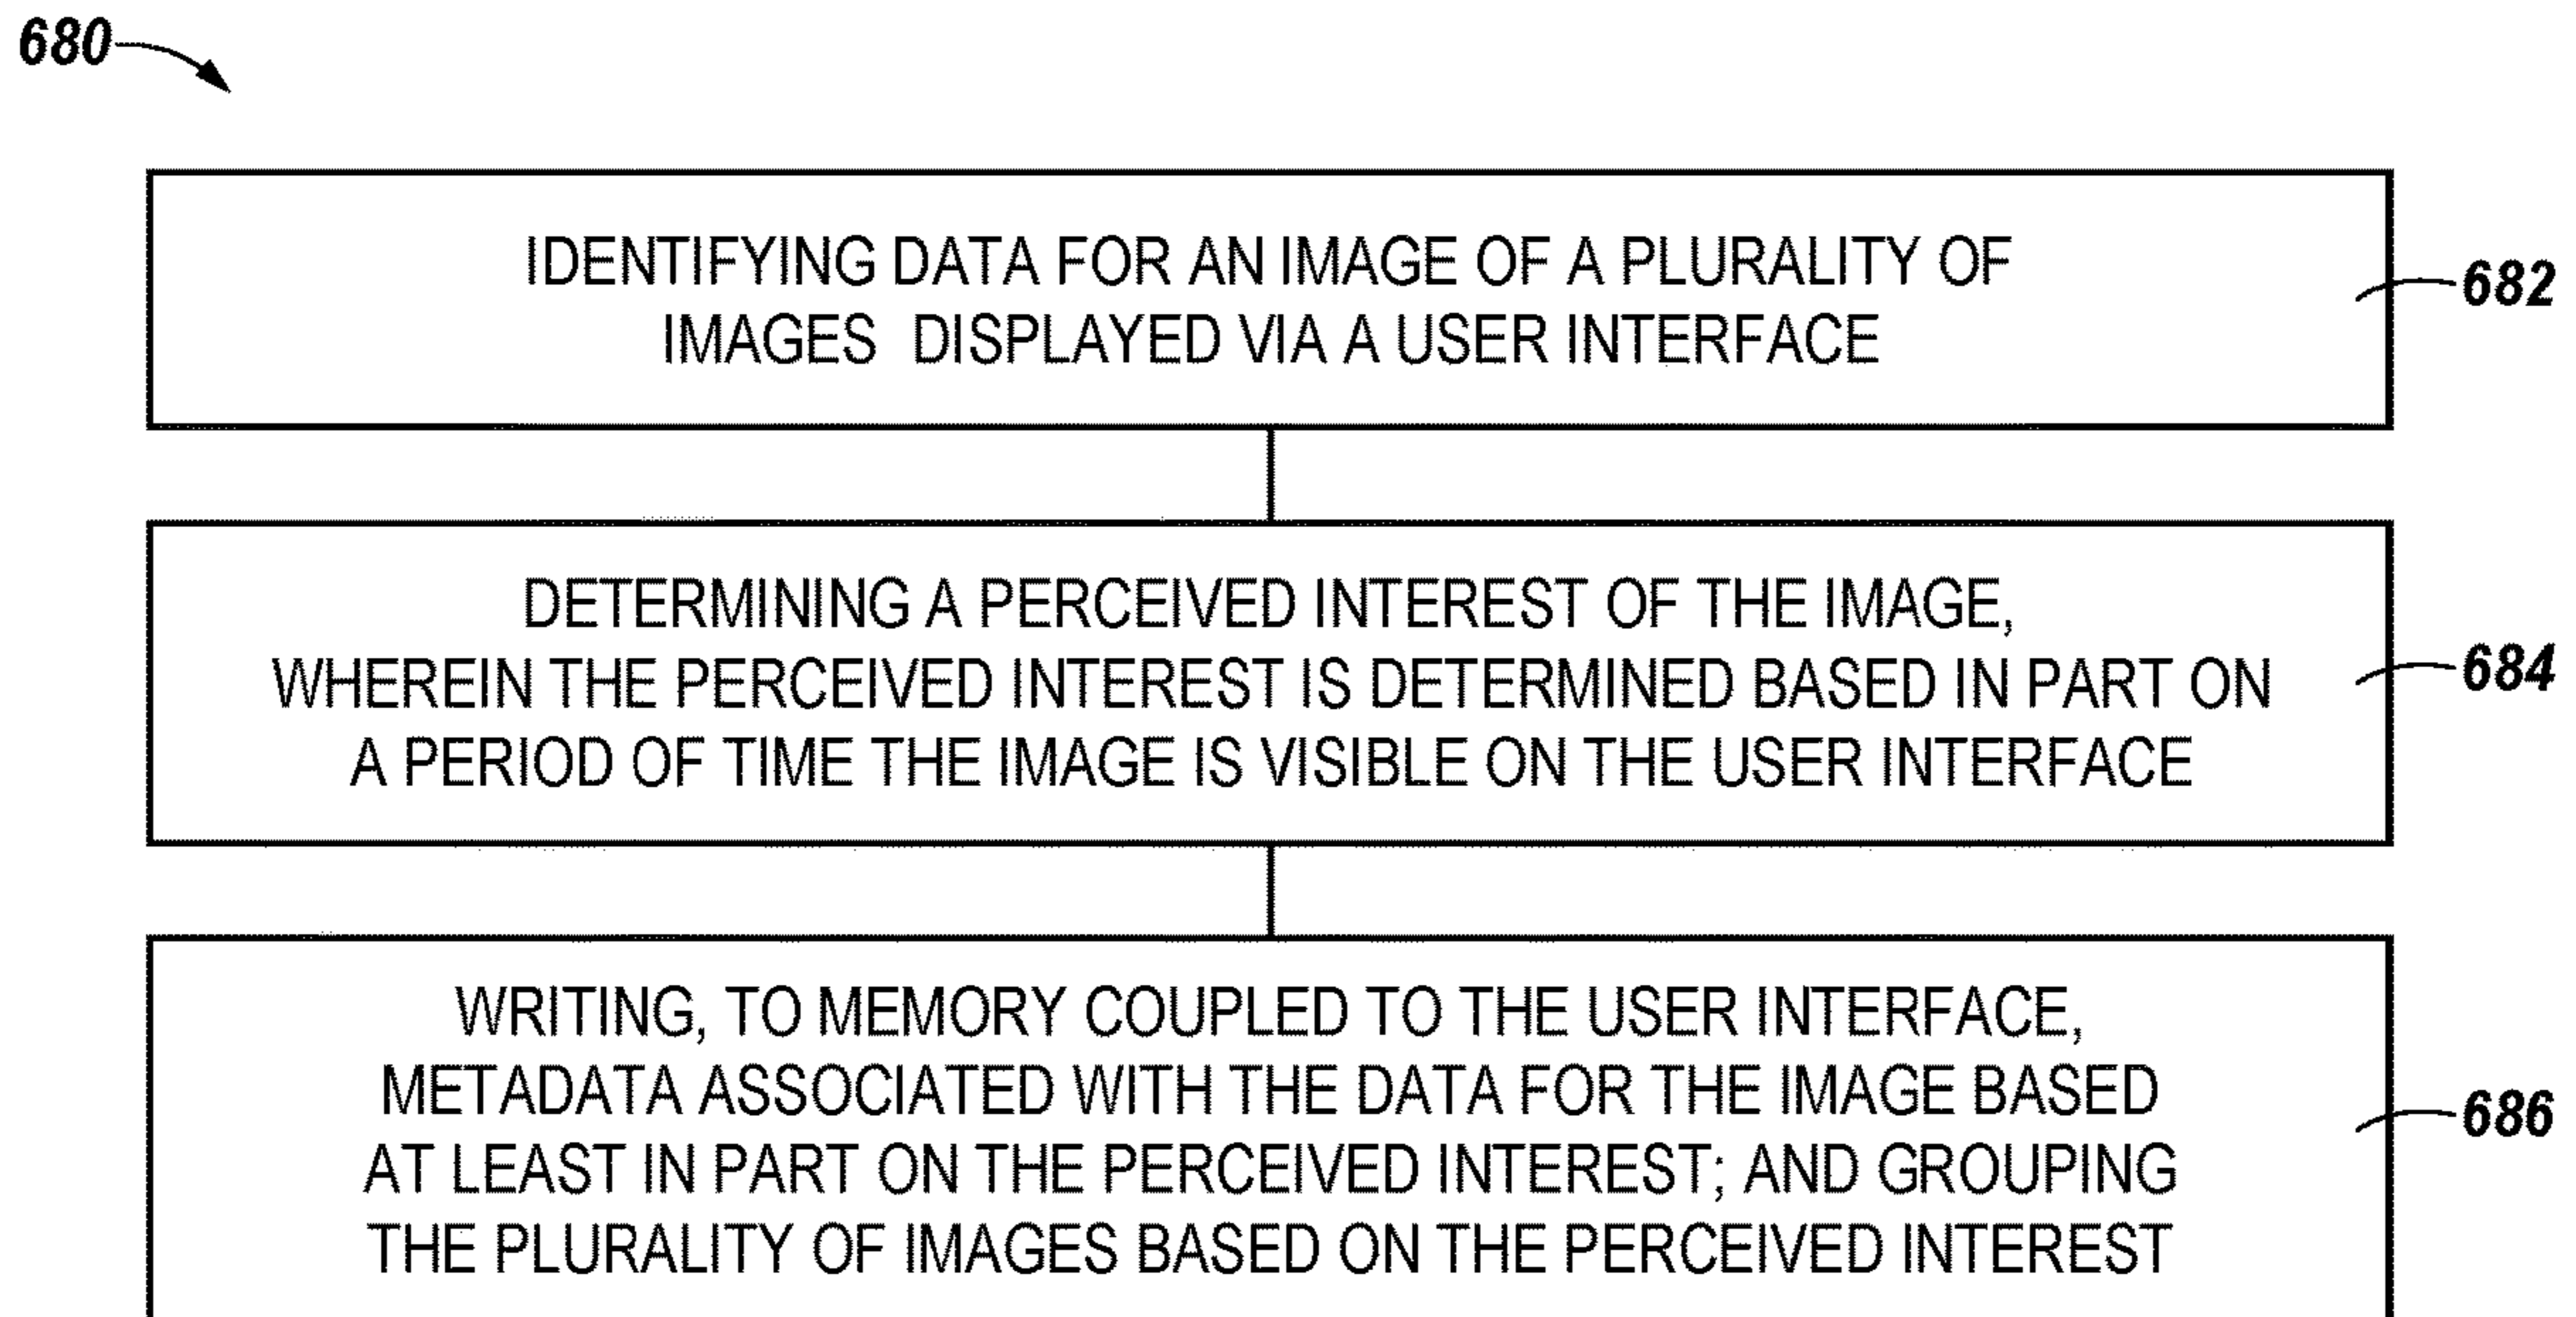 680
IDENTIFYING DATA FOR AN IMAGE OF A PLURALITY OF
IMAGES DISPLAYED VIA A USER INTERFACE
682
DETERMINING A PERCEIVED INTEREST OF THE IMAGE,
WHEREIN THE PERCEIVED INTEREST IS DETERMINED BASED IN PART ON
A PERIOD OF TIME THE IMAGE IS VISIBLE ON THE USER INTERFACE
684
WRITING, TO MEMORY COUPLED TO THE USER INTERFACE,
METADATA ASSOCIATED WITH THE DATA FOR THE IMAGE BASED
AT LEAST IN PART ON THE PERCEIVED INTEREST; AND GROUPING
THE PLURALITY OF IMAGES BASED ON THE PERCEIVED INTEREST
686